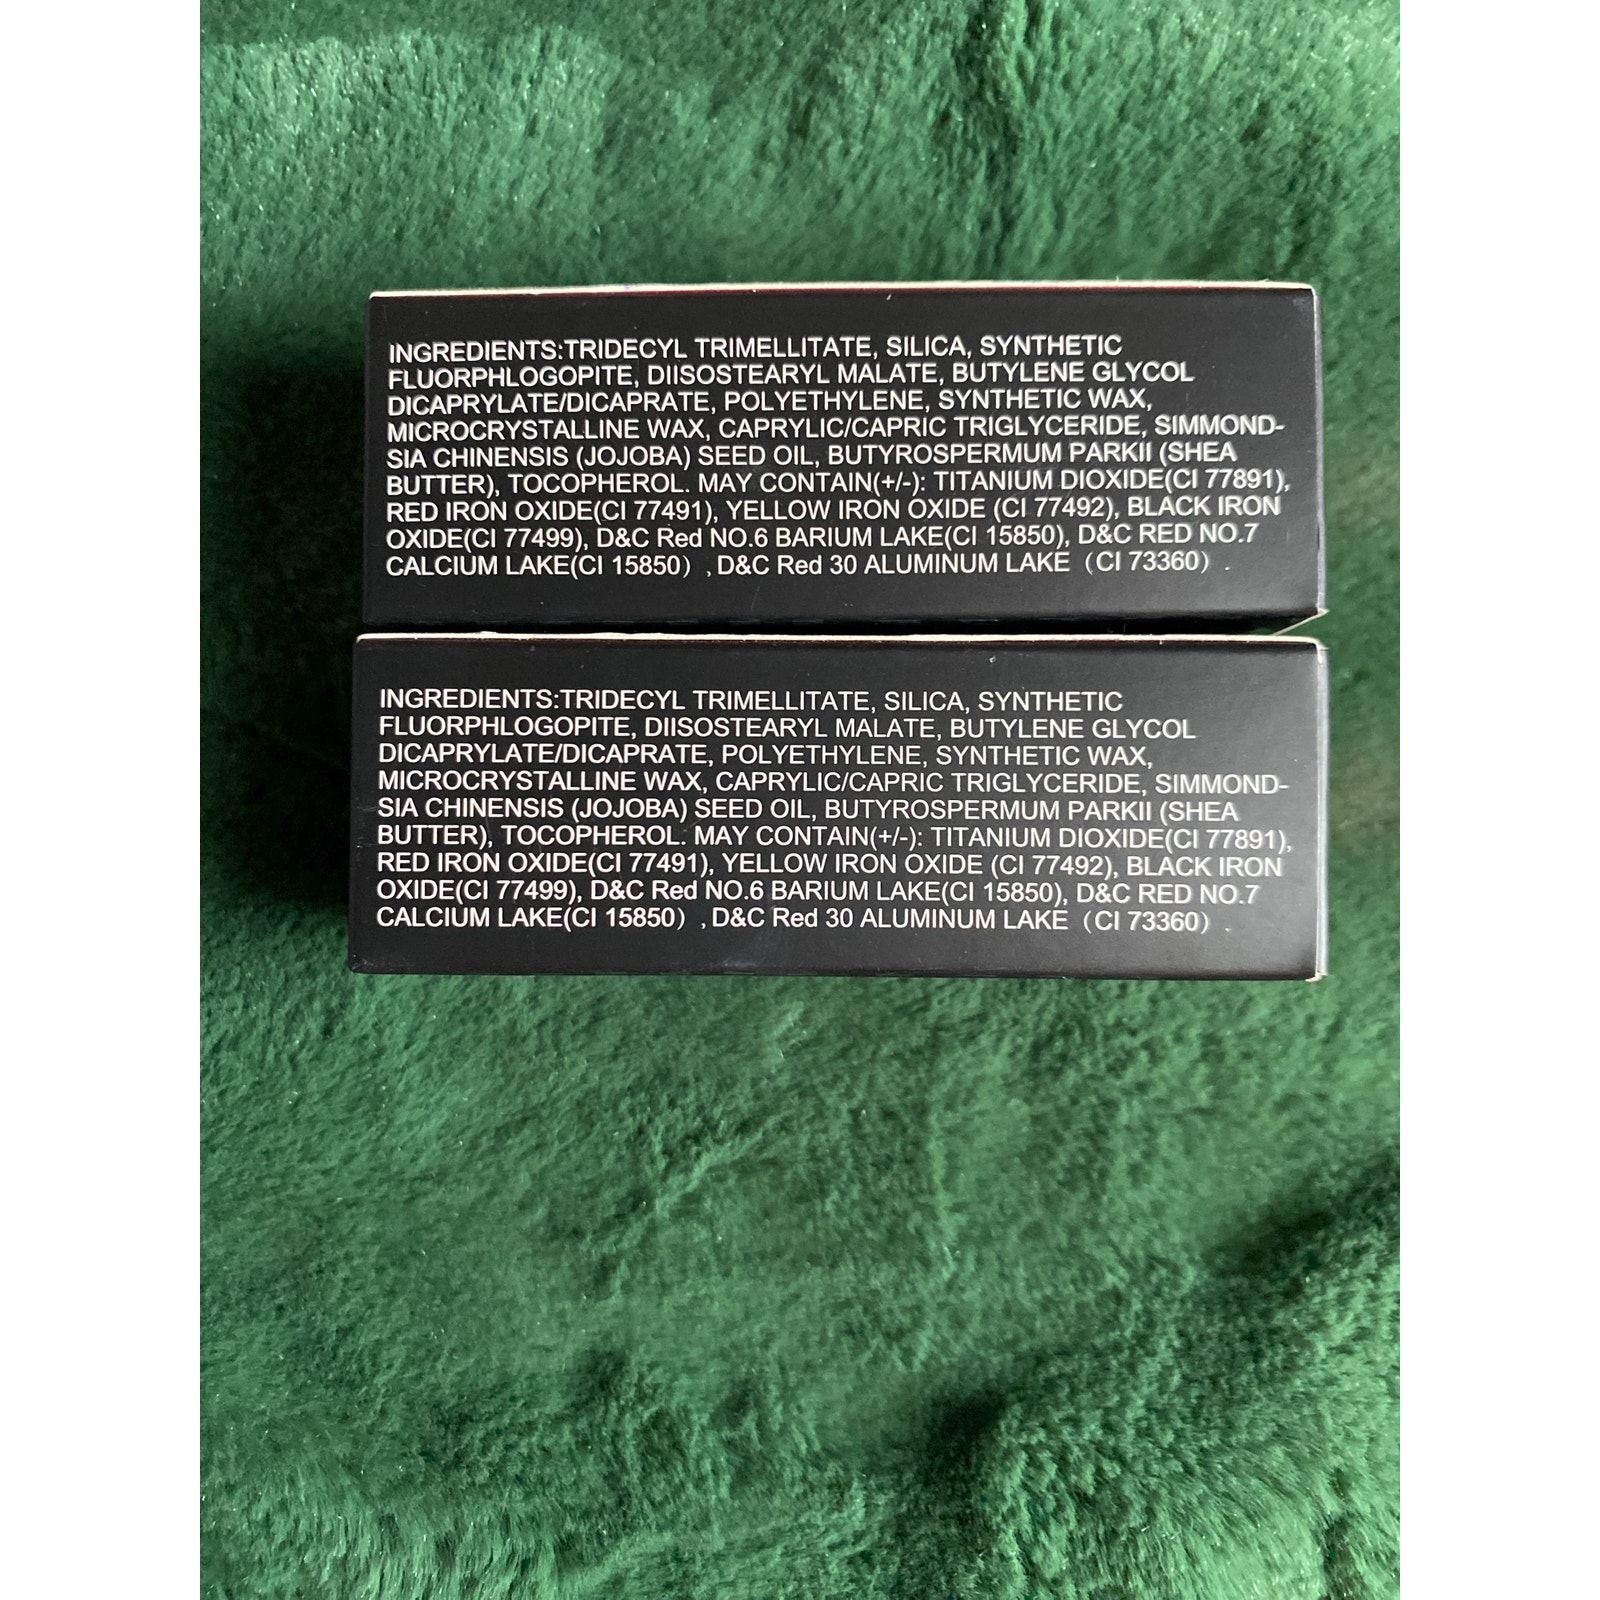 INGREDIENTS:TRIDECYL TRIMELLITATE, SILICA, SYNTHETIC
FLUORPHLOGOPITE, DIISOSTEARYL MALATE, BUTYLENE GLYCOL
DICAPRYLATE/DICAPRATE, POLYETHYLENE, SYNTHETIC WAX,
MICROCRYSTALLINE WAX, CAPRYLIC/CAPRIC TRIGLYCERIDE, SIMMOND-
SIA CHINENSIS (JOJOBA) SEED OIL, BUTYROSPERMUM PARKII (SHEA
BUTTER), TOCOPHEROL. MAY CONTAIN(+/-): TITANIUM DIOXIDE(CI 77891),
RED IRON OXIDE(CI 77491), YELLOW IRON OXIDE (CI 77492), BLACK IRON
OXIDE(CI 77499), D&C Red NO.6 BARIUM LAKE(CI 15850), D&C RED NO.7
CALCIUM LAKE(CI 15850）, D&C Red 30 ALUMINUM LAKE（CI 73360）.
INGREDIENTS:TRIDECYL TRIMELLITATE, SILICA, SYNTHETIC
FLUORPHLOGOPITE, DIISOSTEARYL MALATE, BUTYLENE GLYCOL
DICAPRYLATE/DICAPRATE, POLYETHYLENE, SYNTHETIC WAX,
MICROCRYSTALLINE WAX, CAPRYLIC/CAPRIC TRIGLYCERIDE, SIMMOND-
SIA CHINENSIS (JOJOBA) SEED OIL, BUTYROSPERMUM PARKII (SHEA
BUTTER), TOCOPHEROL. MAY CONTAIN(+/-): TITANIUM DIOXIDE(CI 77891),
RED IRON OXIDE(CI 77491), YELLOW IRON OXIDE (CI 77492), BLACK IRON
OXIDE(CI 77499), D&C Red NO.6 BARIUM LAKE(CI 15850), D&C RED NO.7
CALCIUM LAKE(CI 15850）, D&C Red 30 ALUMINUM LAKE（CI 73360）.